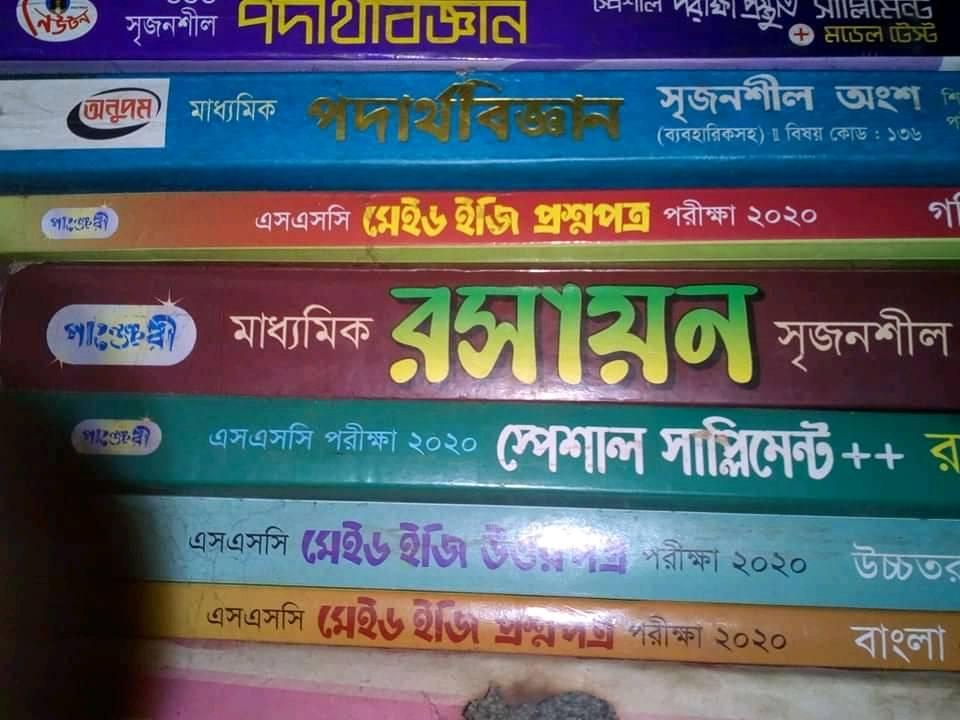 নিউটন সৃজনশীল পদার্থবিজ্ঞান স্পেশাল পরীক্ষা প্রস্তুতি সাপ্লিমেন্ট + মডেল টেস্ট
অনুপম মাধ্যমিক পদার্থবিজ্ঞান সৃজনশীল অংশ
(ব্যবহারিকসহ) ॥ বিষয় কোড : ১৩৬
পাঞ্জেরী এসএসসি মেইড ইজি প্রশ্নপত্র পরীক্ষা ২০২০
পাঞ্জেরী মাধ্যমিক রসায়ন সৃজনশীল
পাঞ্জেরী এসএসসি পরীক্ষা ২০২০ স্পেশাল সাপ্লিমেন্ট ++ র
এসএসসি মেইড ইজি উত্তরপত্র পরীক্ষা ২০২০ উচ্চতর
এসএসসি মেইড ইজি প্রশ্নপত্র পরীক্ষা ২০২০ বাংলা